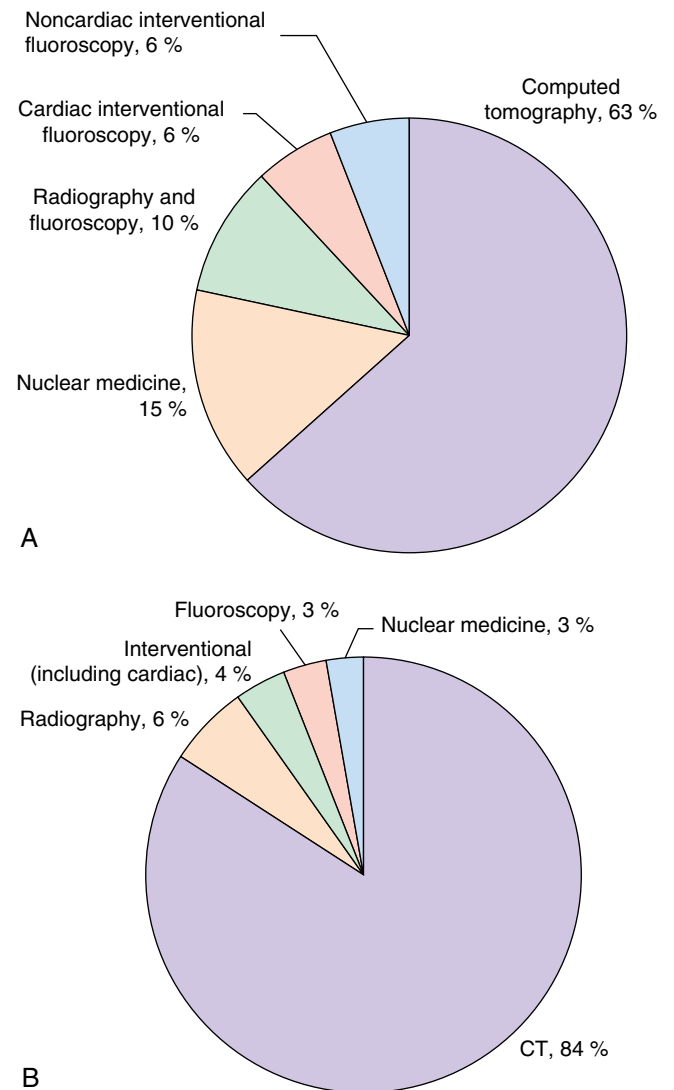 Noncardiac interventional
fluoroscopy, 6 %
Computed
tomography, 63 %
Cardiac interventional
fluoroscopy, 6 %
Radiography and
fluoroscopy, 10 %
Nuclear medicine,
15 %
A
Fluoroscopy, 3 %
Nuclear medicine, 3 %
Interventional
(including cardiac), 4 %
Radiography, 6 %
CT, 84 %
B